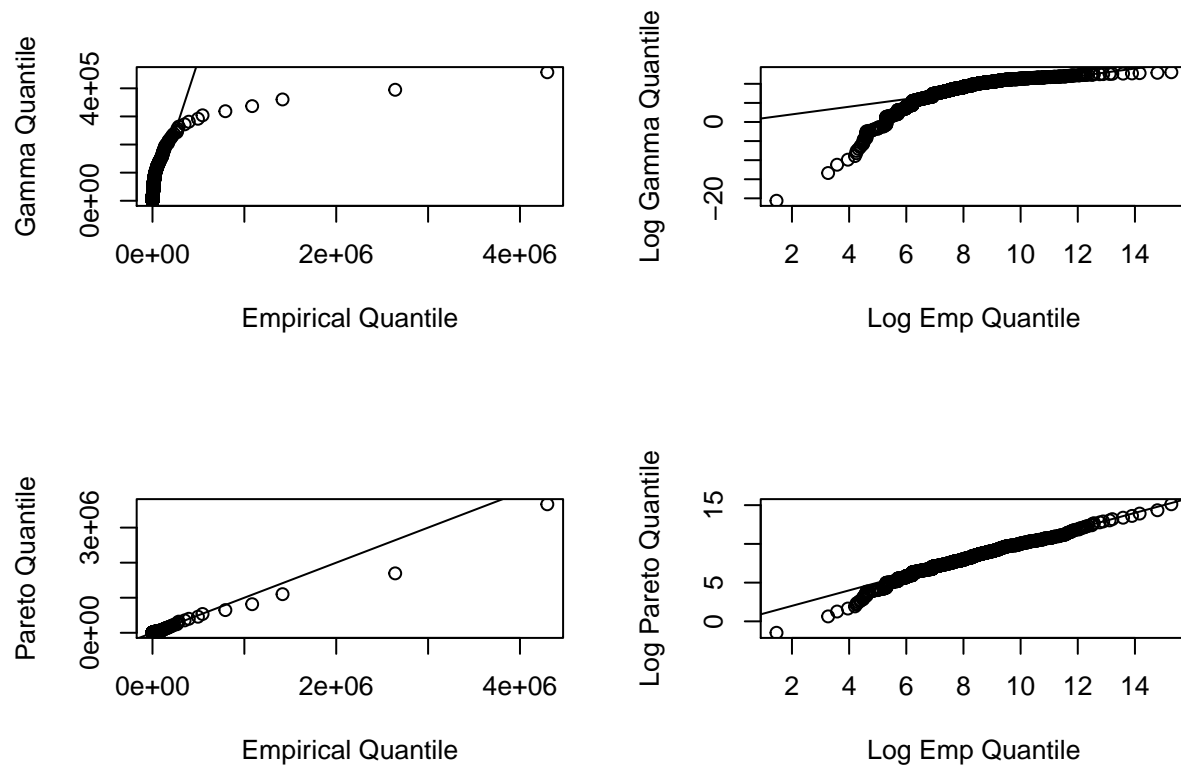 Gamma Quantile
4e+05
0e+00
0e+00 2e+06 4e+06
Empirical Quantile
Log Gamma Quantile
0
−20
2 4 6 8 10 12 14
Log Emp Quantile
Pareto Quantile
3e+06
0e+00
0e+00 2e+06 4e+06
Empirical Quantile
Log Pareto Quantile
15
5
0
2 4 6 8 10 12 14
Log Emp Quantile